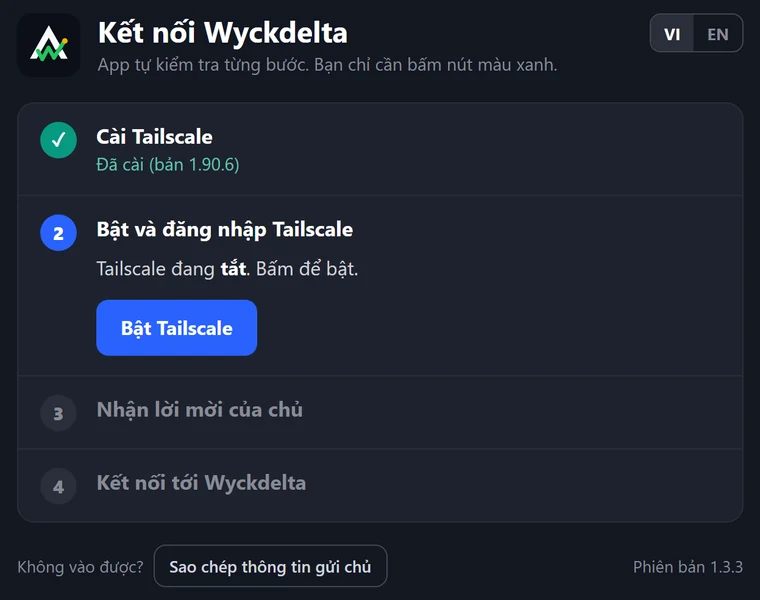 Kết nối Wyckdelta
App tự kiểm tra từng bước. Bạn chỉ cần bấm nút màu xanh.
VI EN
Cài Tailscale
Đã cài (bản 1.90.6)
2 Bật và đăng nhập Tailscale
Tailscale đang tắt. Bấm để bật.
Bật Tailscale
3 Nhận lời mời của chủ
4 Kết nối tới Wyckdelta
Không vào được? Sao chép thông tin gửi chủ Phiên bản 1.3.3